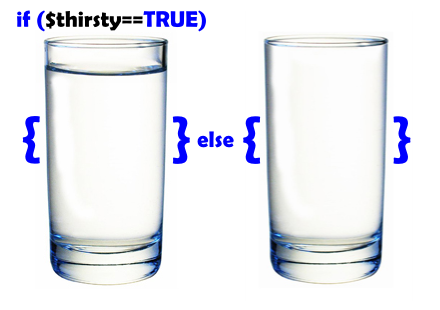 if ($thirsty==TRUE)
{ } else { }